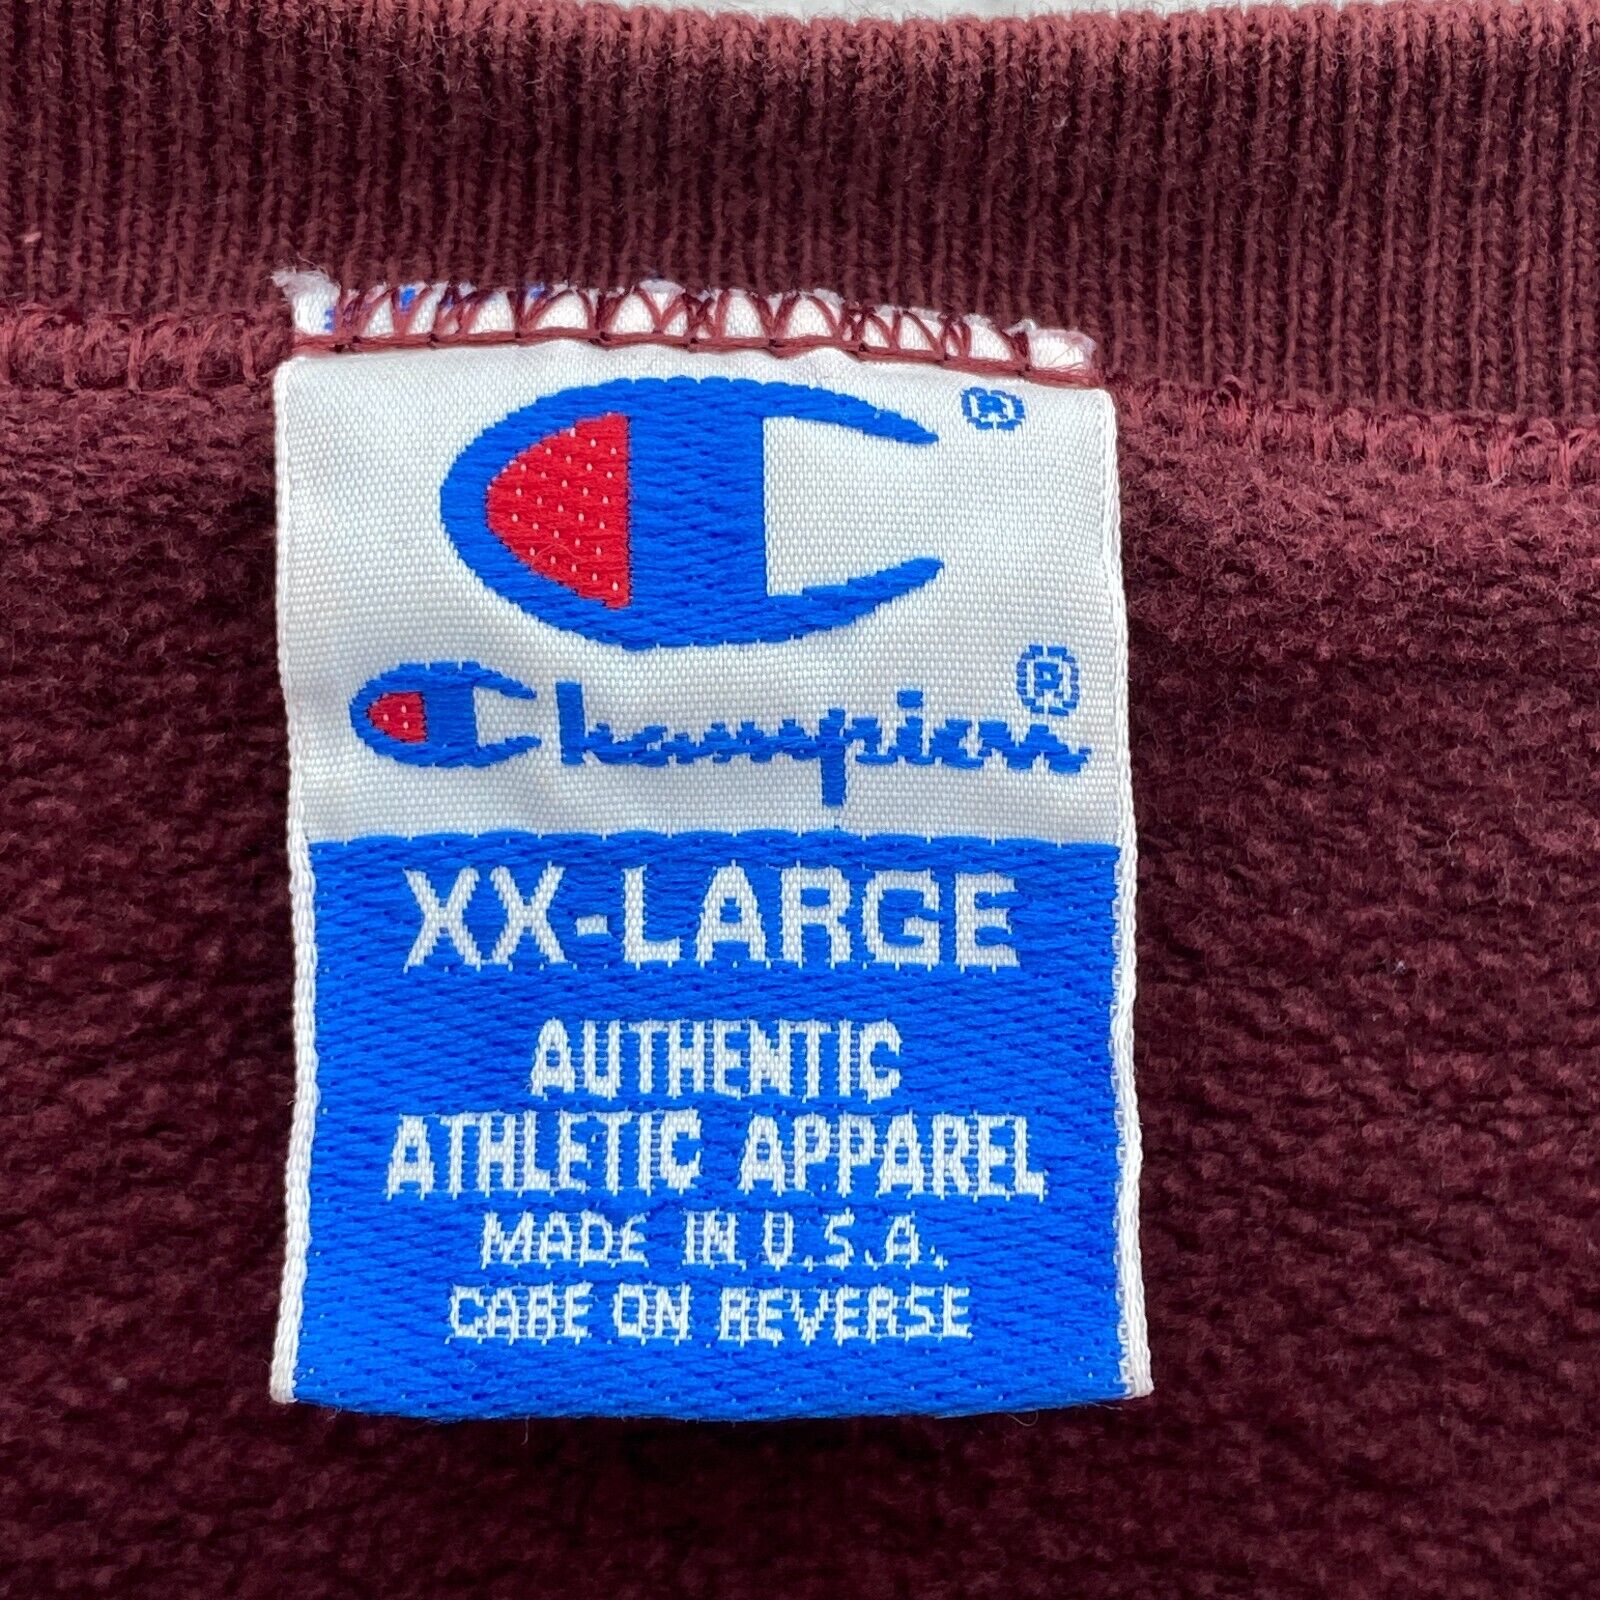 ®
Champion®
XX-LARGE
AUTHENTIC
ATHLETIC APPAREL
MADE IN U.S.A.
CARE ON REVERSE